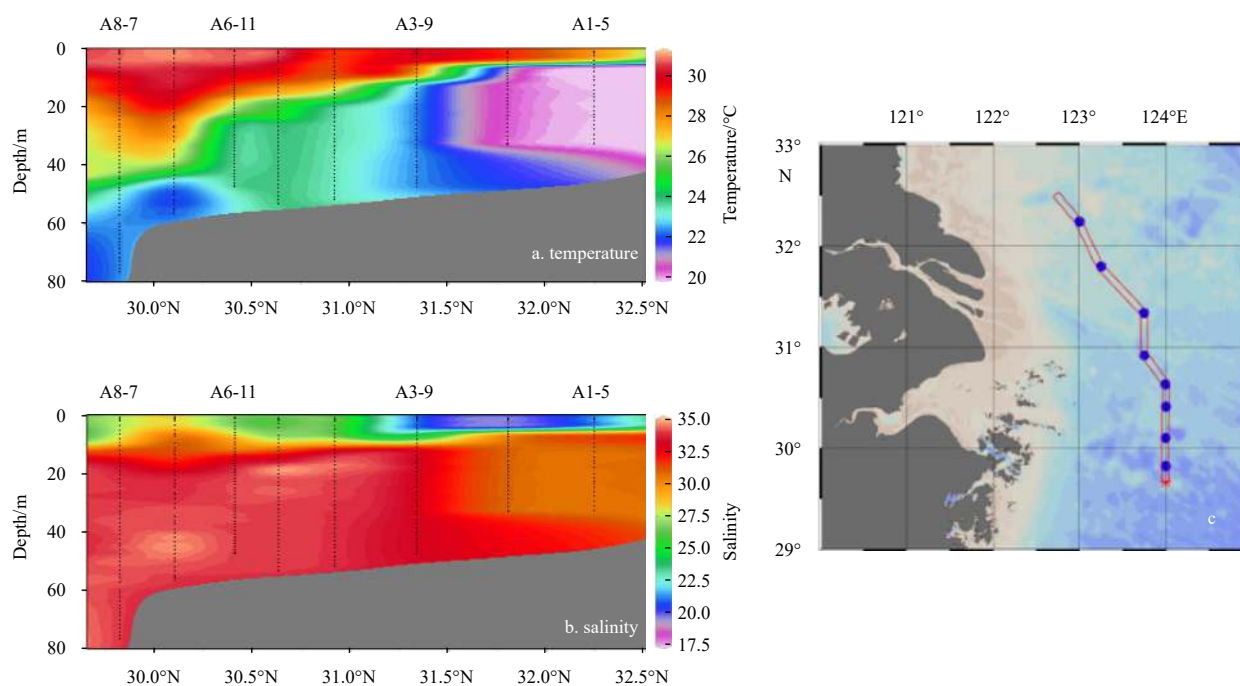 A8-7 A6-11 A3-9 A1-5
0
20
40
60
80
Depth/m
a. temperature
30.0°N 30.5°N 31.0°N 31.5°N 32.0°N 32.5°N
30
28
26
24
22
20
Temperature/°C
A8-7 A6-11 A3-9 A1-5
0
20
40
60
80
Depth/m
b. salinity
30.0°N 30.5°N 31.0°N 31.5°N 32.0°N 32.5°N
35.0
32.5
30.0
27.5
25.0
22.5
20.0
17.5
Salinity
121° 122° 123° 124°E
33°
N
32°
31°
30°
29°
c